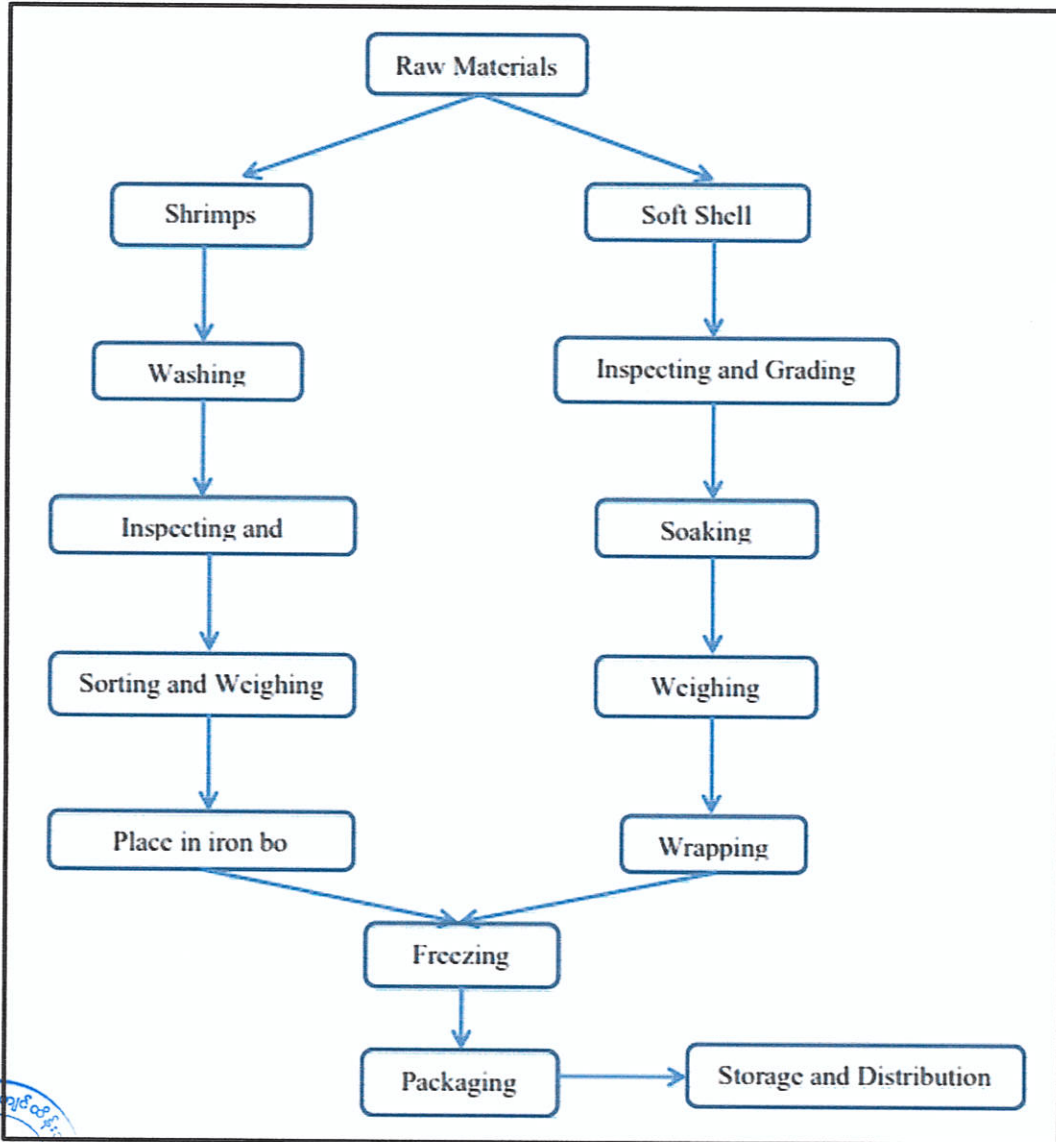 Raw Materials
Shrimps
Soft Shell
Washing
Inspecting and Grading
Inspecting and
Soaking
Sorting and Weighing
Weighing
Place in iron bo
Wrapping
Freezing
Packaging
Storage and Distribution